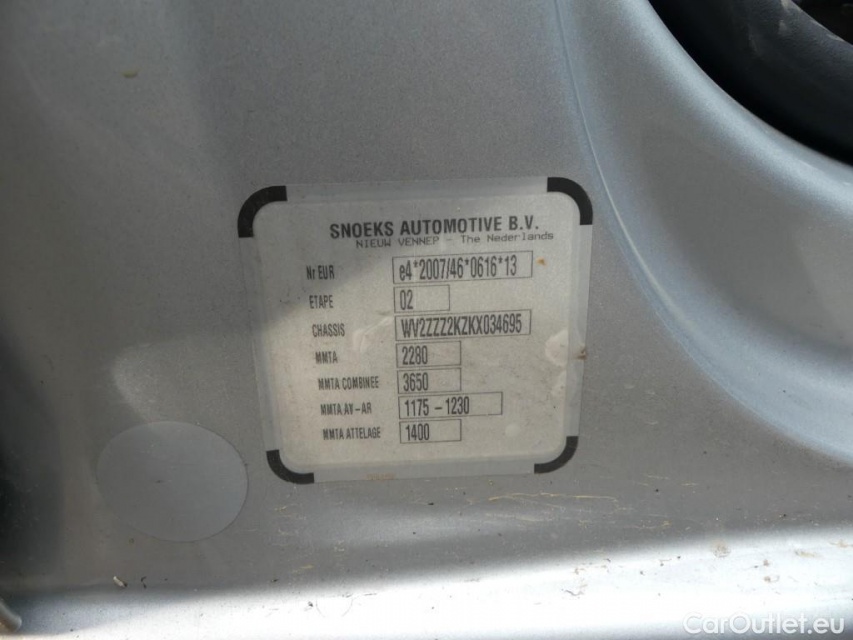 SNOEKS AUTOMOTIVE B.V.
NIEUW VENNEP - The Nederlands
Nr EUR e4*2007/46*0616*13
ETAPE 02
CHASSIS WV2ZZZ2KZKX034695
MMTA 2280
MMTA COMBINEE 3650
MMTA AV-AR 1175 - 1230
MMTA ATTELAGE 1400
CarOutlet.eu